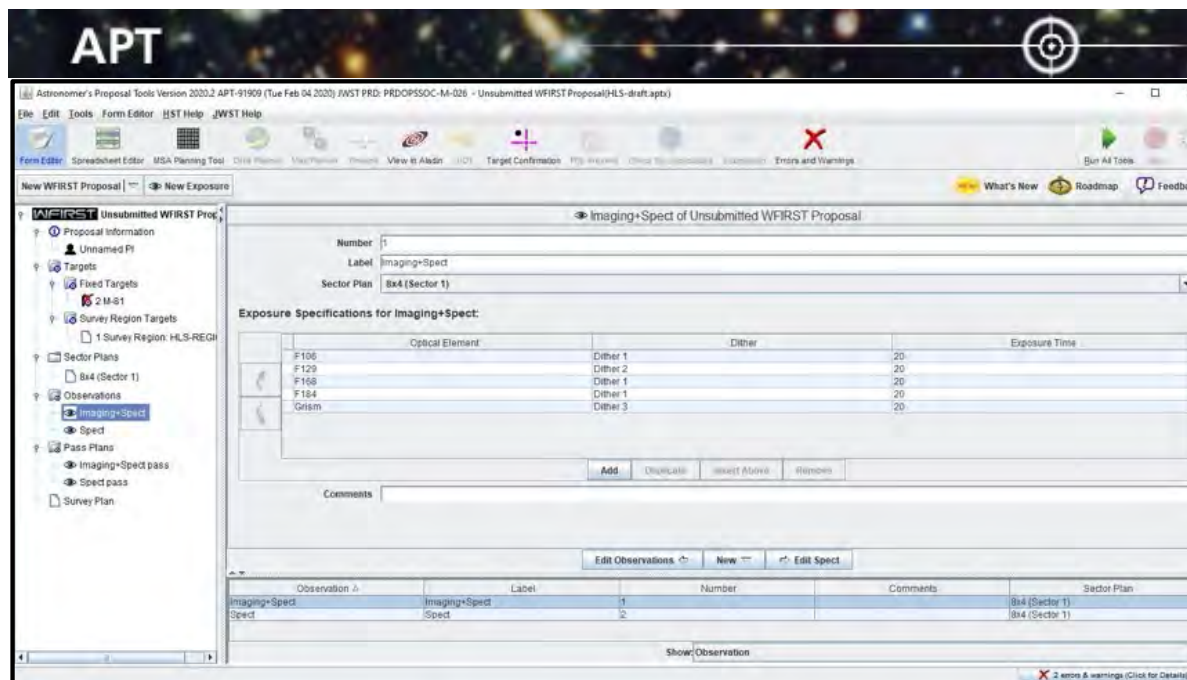 APT
Astronomer's Proposal Tools Version 2020.2 APT-91909 (Tue Feb 04 2020) JWST PRD: PRDOPSSOC-M-026 - Unsubmitted WFIRST Proposal(HLS-draft.aptx)
File Edit Tools Form Editor HST Help JWST Help
Form Editor Spreadsheet Editor MSA Planning Tool View in Aladin Target Confirmation Errors and Warnings Run All Tools
New WFIRST Proposal New Exposure What's New Roadmap Feedba
WFIRST Unsubmitted WFIRST Prop
Proposal Information
Unnamed PI
Targets
Fixed Targets
2 M-81
Survey Region Targets
1 Survey Region: HLS-REGI
Sector Plans
8x4 (Sector 1)
Observations
Imaging+Spect
Spect
Pass Plans
Imaging+Spect pass
Spect pass
Survey Plan
Imaging+Spect of Unsubmitted WFIRST Proposal
Number 1
Label Imaging+Spect
Sector Plan 8x4 (Sector 1)
Exposure Specifications for Imaging+Spect:
Optical Element Dither Exposure Time
F106 Dither 1 20
F129 Dither 2 20
F168 Dither 1 20
F184 Dither 1 20
Grism Dither 3 20
Add Duplicate Insert Above Remove
Comments
Edit Observations New Edit Spect
Observation Label Number Comments Sector Plan
Imaging+Spect Imaging+Spect 1 8x4 (Sector 1)
Spect Spect 2 8x4 (Sector 1)
Show: Observation
2 errors & warnings (Click for Details)